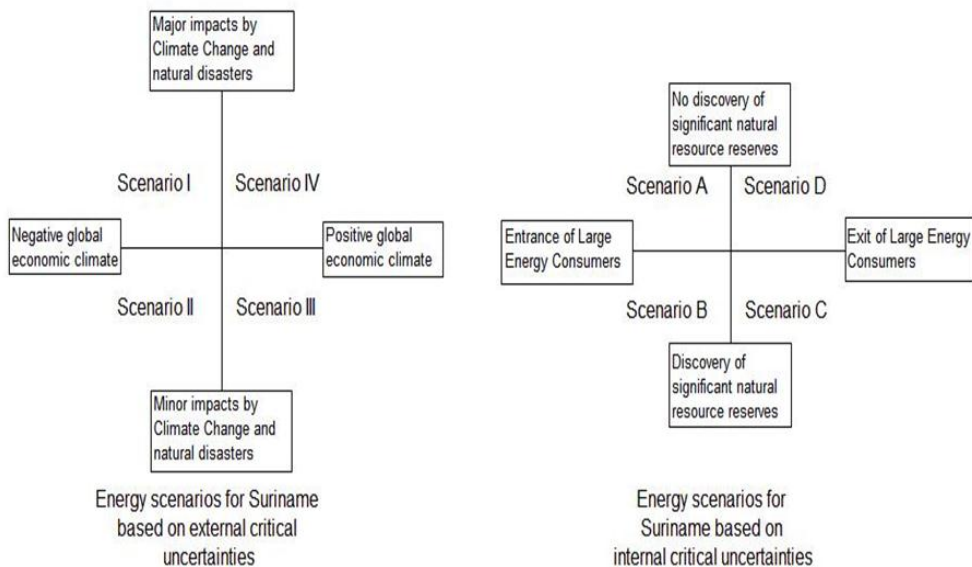 Major impacts by
Climate Change and
natural disasters
Scenario I
Scenario IV
Negative global
economic climate
Positive global
economic climate
Scenario II
Scenario III
Minor impacts by
Climate Change and
natural disasters
Energy scenarios for Suriname
based on external critical
uncertainties
No discovery of
significant natural
resource reserves
Scenario A
Scenario D
Entrance of Large
Energy Consumers
Exit of Large Energy
Consumers
Scenario B
Scenario C
Discovery of
significant natural
resource reserves
Energy scenarios for
Suriname based on
internal critical uncertainties